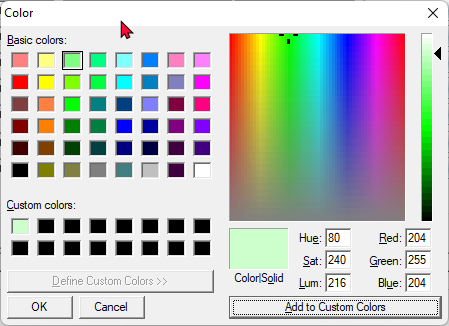 Color
Basic colors:
Custom colors:
Define Custom Colors >>
OK Cancel
Hue: 80 Red: 204
Sat: 240 Green: 255
Color|Solid Lum: 216 Blue: 204
Add to Custom Colors